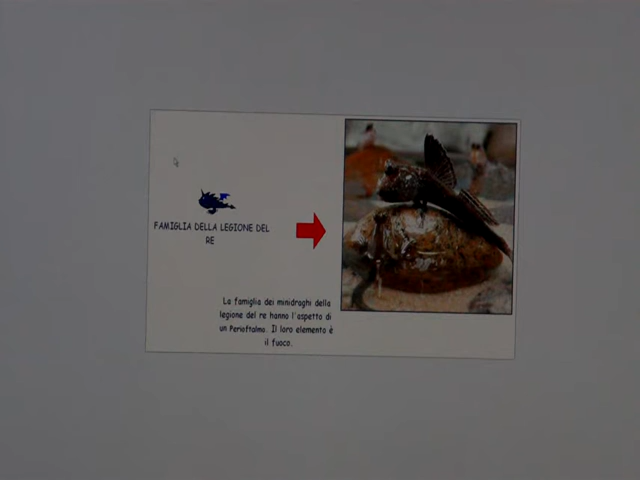 FAMIGLIA DELLA LEGIONE DEL
RE
La famiglia dei minidraghi della
legione del re hanno l'aspetto di
un Perioftalmo. Il loro elemento è
il fuoco.